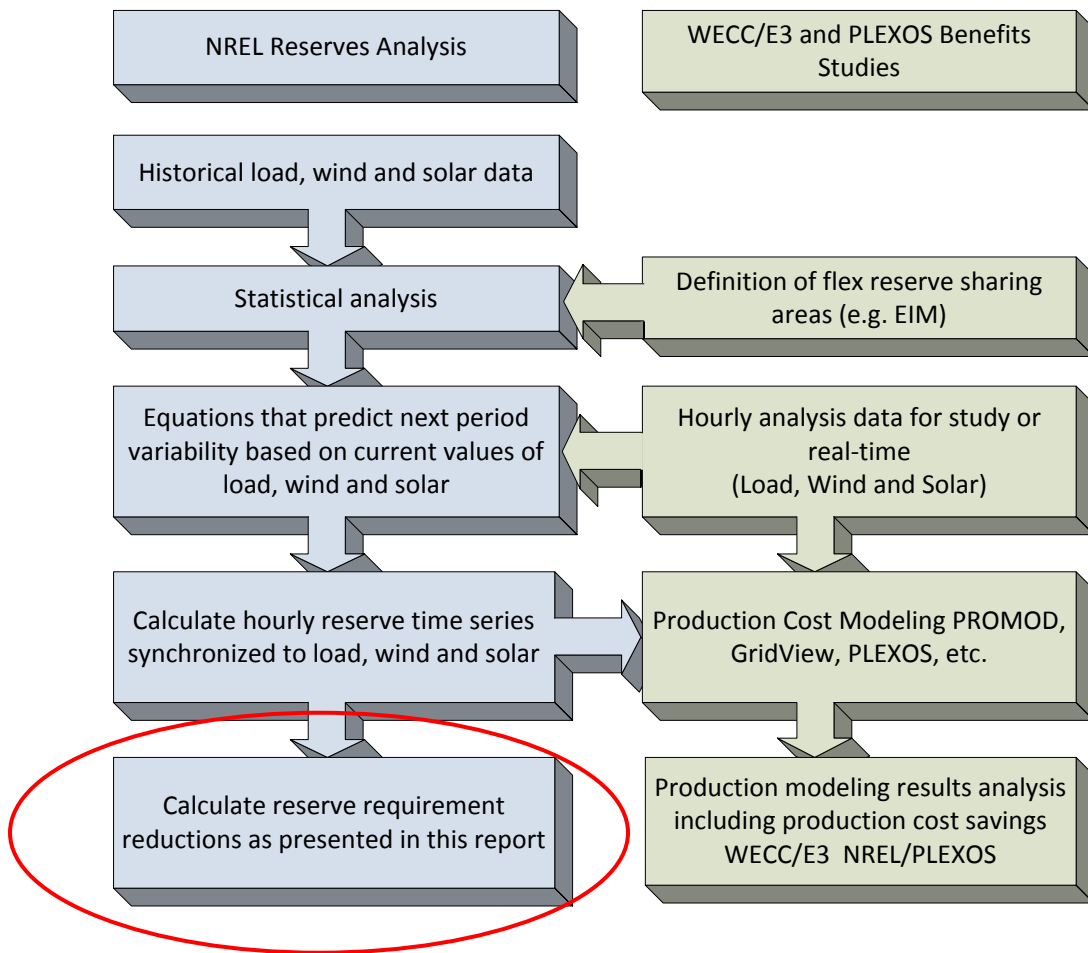 NREL Reserves Analysis
WECC/E3 and PLEXOS Benefits
Studies
Historical load, wind and solar data
Statistical analysis
Definition of flex reserve sharing
areas (e.g. EIM)
Equations that predict next period
variability based on current values of
load, wind and solar
Hourly analysis data for study or
real-time
(Load, Wind and Solar)
Calculate hourly reserve time series
synchronized to load, wind and solar
Production Cost Modeling PROMOD,
GridView, PLEXOS, etc.
Calculate reserve requirement
reductions as presented in this report
Production modeling results analysis
including production cost savings
WECC/E3  NREL/PLEXOS